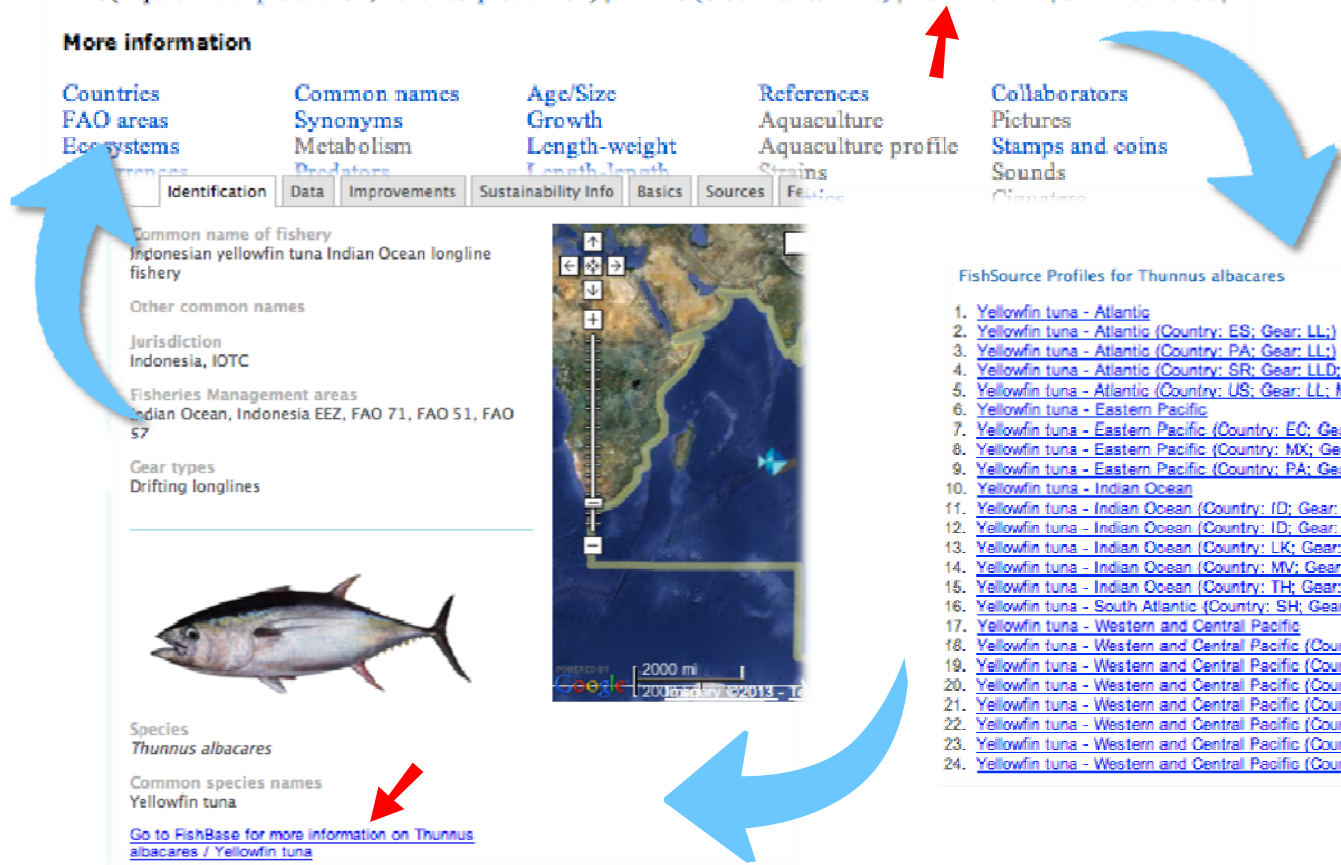 More information
Countries Common names Age/Size References Collaborators
FAO areas Synonyms Growth Aquaculture Pictures
Ecosystems Metabolism Length-weight Aquaculture profile Stamps and coins
Predators Length-length Strains Sounds
Identification Data Improvements Sustainability Info Basics Sources
Common name of fishery
Indonesian yellowfin tuna Indian Ocean longline
fishery
Other common names
Jurisdiction
Indonesia, IOTC
Fisheries Management areas
Indian Ocean, Indonesia EEZ, FAO 71, FAO 51, FAO
57
Gear types
Drifting longlines
POWERED BY
Google
2000 mi
©2013
Species
Thunnus albacares
Common species names
Yellowfin tuna
Go to FishBase for more information on Thunnus
albacares / Yellowfin tuna
FishSource Profiles for Thunnus albacares
1. Yellowfin tuna - Atlantic
2. Yellowfin tuna - Atlantic (Country: ES; Gear: LL;)
3. Yellowfin tuna - Atlantic (Country: PA; Gear: LL;)
4. Yellowfin tuna - Atlantic (Country: SR; Gear: LLD;
5. Yellowfin tuna - Atlantic (Country: US; Gear: LL;
6. Yellowfin tuna - Eastern Pacific
7. Yellowfin tuna - Eastern Pacific (Country: EC;
8. Yellowfin tuna - Eastern Pacific (Country: MX;
9. Yellowfin tuna - Eastern Pacific (Country: PA;
10. Yellowfin tuna - Indian Ocean
11. Yellowfin tuna - Indian Ocean (Country: ID; Gear:
12. Yellowfin tuna - Indian Ocean (Country: ID; Gear:
13. Yellowfin tuna - Indian Ocean (Country: LK; Gear:
14. Yellowfin tuna - Indian Ocean (Country: MV; Gear
15. Yellowfin tuna - Indian Ocean (Country: TH; Gear:
16. Yellowfin tuna - South Atlantic (Country: SH; Gear
17. Yellowfin tuna - Western and Central Pacific
18. Yellowfin tuna - Western and Central Pacific
19. Yellowfin tuna - Western and Central Pacific
20. Yellowfin tuna - Western and Central Pacific
21. Yellowfin tuna - Western and Central Pacific
22. Yellowfin tuna - Western and Central Pacific
23. Yellowfin tuna - Western and Central Pacific
24. Yellowfin tuna - Western and Central Pacific